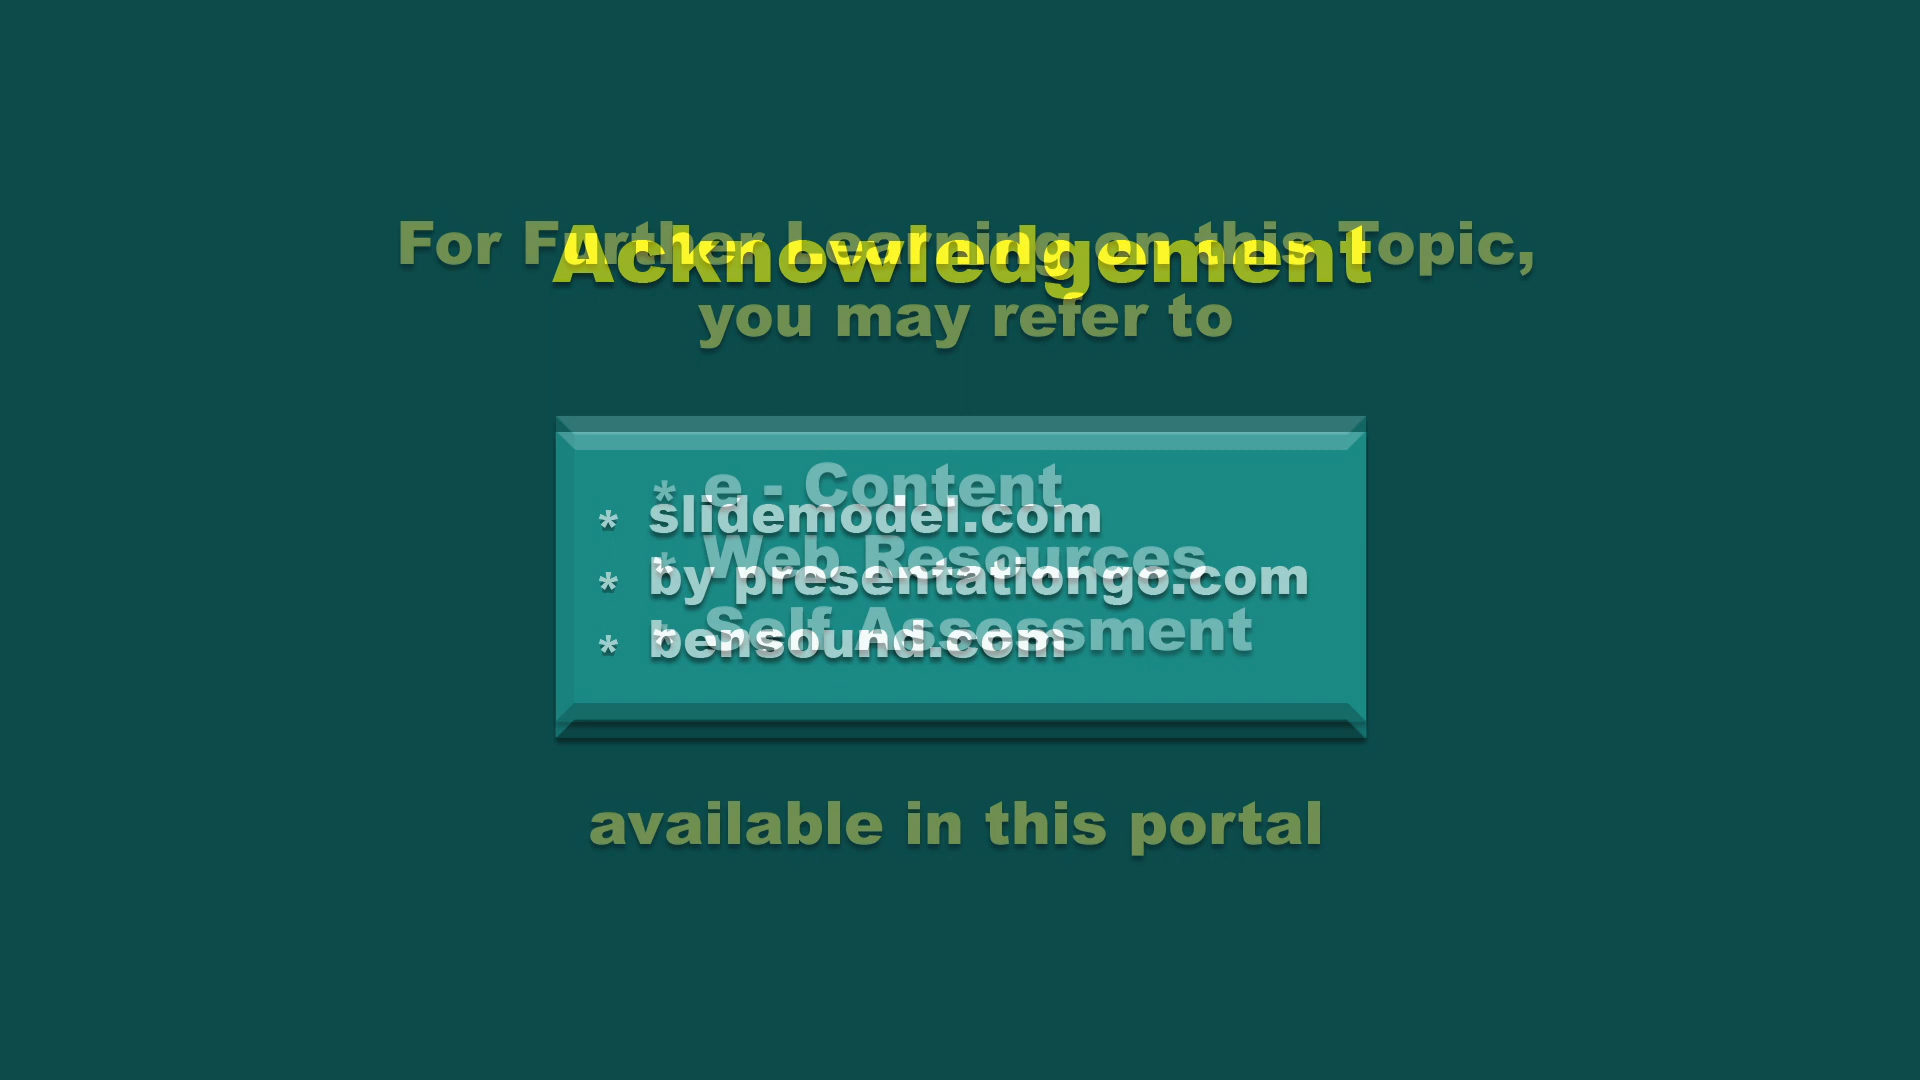 For Further Learning on this Topic,
Acknowledgement
you may refer to
* e - Content
* slidemodel.com
* Web Resources
* by presentationgo.com
* Self Assessment
* bensound.com
available in this portal